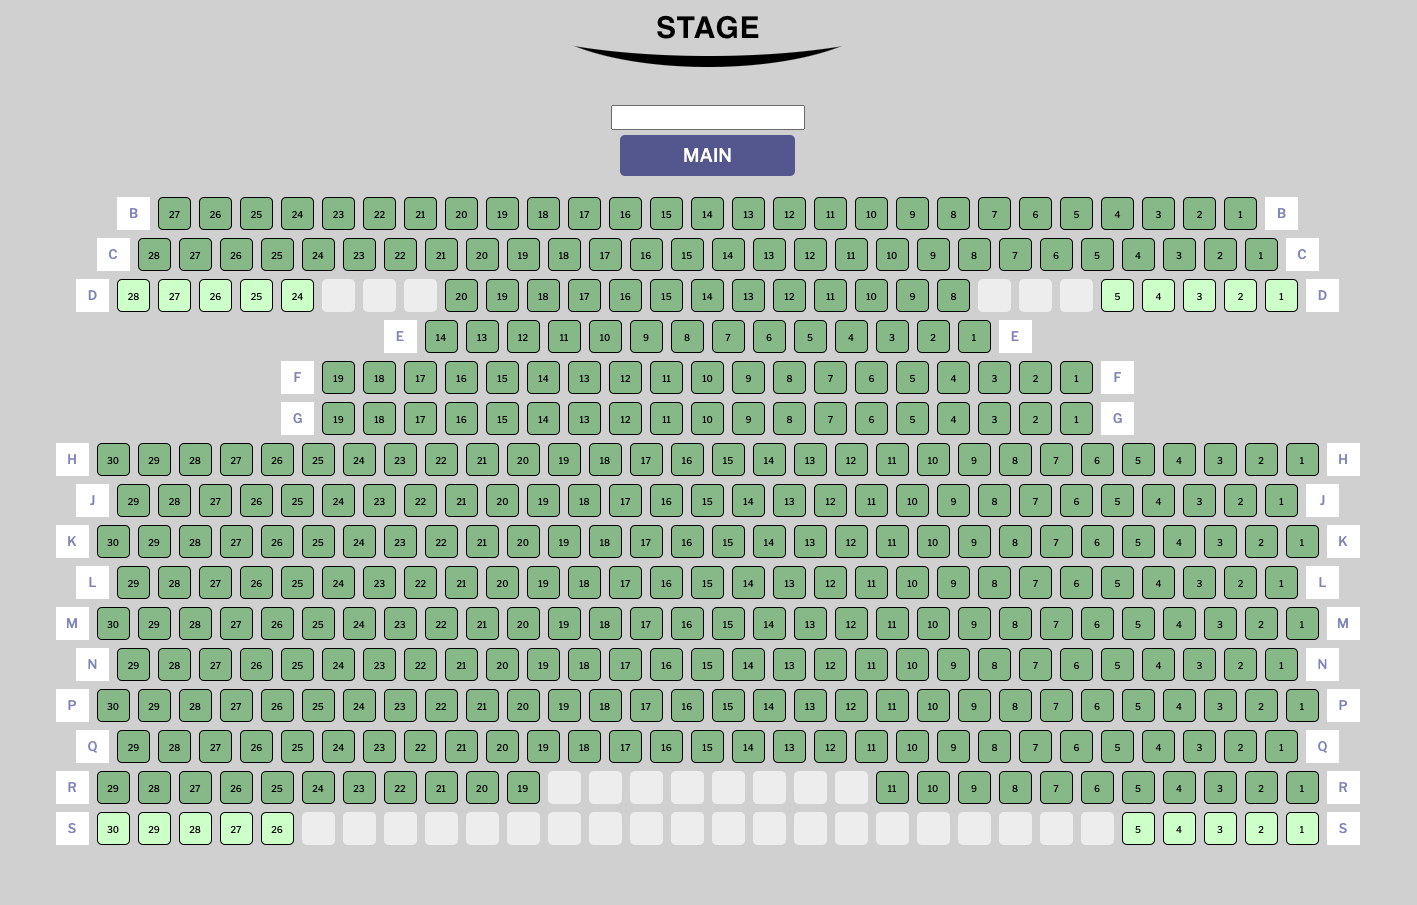 STAGE
MAIN
B 27 26 25 24 23 22 21 20 19 18 17 16 15 14 13 12 11 10 9 8 7 6 5 4 3 2 1 B
C 28 27 26 25 24 23 22 21 20 19 18 17 16 15 14 13 12 11 10 9 8 7 6 5 4 3 2 1 C
D 28 27 26 25 24 20 19 18 17 16 15 14 13 12 11 10 9 8 5 4 3 2 1 D
E 14 13 12 11 10 9 8 7 6 5 4 3 2 1 E
F 19 18 17 16 15 14 13 12 11 10 9 8 7 6 5 4 3 2 1 F
G 19 18 17 16 15 14 13 12 11 10 9 8 7 6 5 4 3 2 1 G
H 30 29 28 27 26 25 24 23 22 21 20 19 18 17 16 15 14 13 12 11 10 9 8 7 6 5 4 3 2 1 H
J 29 28 27 26 25 24 23 22 21 20 19 18 17 16 15 14 13 12 11 10 9 8 7 6 5 4 3 2 1 J
K 30 29 28 27 26 25 24 23 22 21 20 19 18 17 16 15 14 13 12 11 10 9 8 7 6 5 4 3 2 1 K
L 29 28 27 26 25 24 23 22 21 20 19 18 17 16 15 14 13 12 11 10 9 8 7 6 5 4 3 2 1 L
M 30 29 28 27 26 25 24 23 22 21 20 19 18 17 16 15 14 13 12 11 10 9 8 7 6 5 4 3 2 1 M
N 29 28 27 26 25 24 23 22 21 20 19 18 17 16 15 14 13 12 11 10 9 8 7 6 5 4 3 2 1 N
P 30 29 28 27 26 25 24 23 22 21 20 19 18 17 16 15 14 13 12 11 10 9 8 7 6 5 4 3 2 1 P
Q 29 28 27 26 25 24 23 22 21 20 19 18 17 16 15 14 13 12 11 10 9 8 7 6 5 4 3 2 1 Q
R 29 28 27 26 25 24 23 22 21 20 19 11 10 9 8 7 6 5 4 3 2 1 R
S 30 29 28 27 26 5 4 3 2 1 S